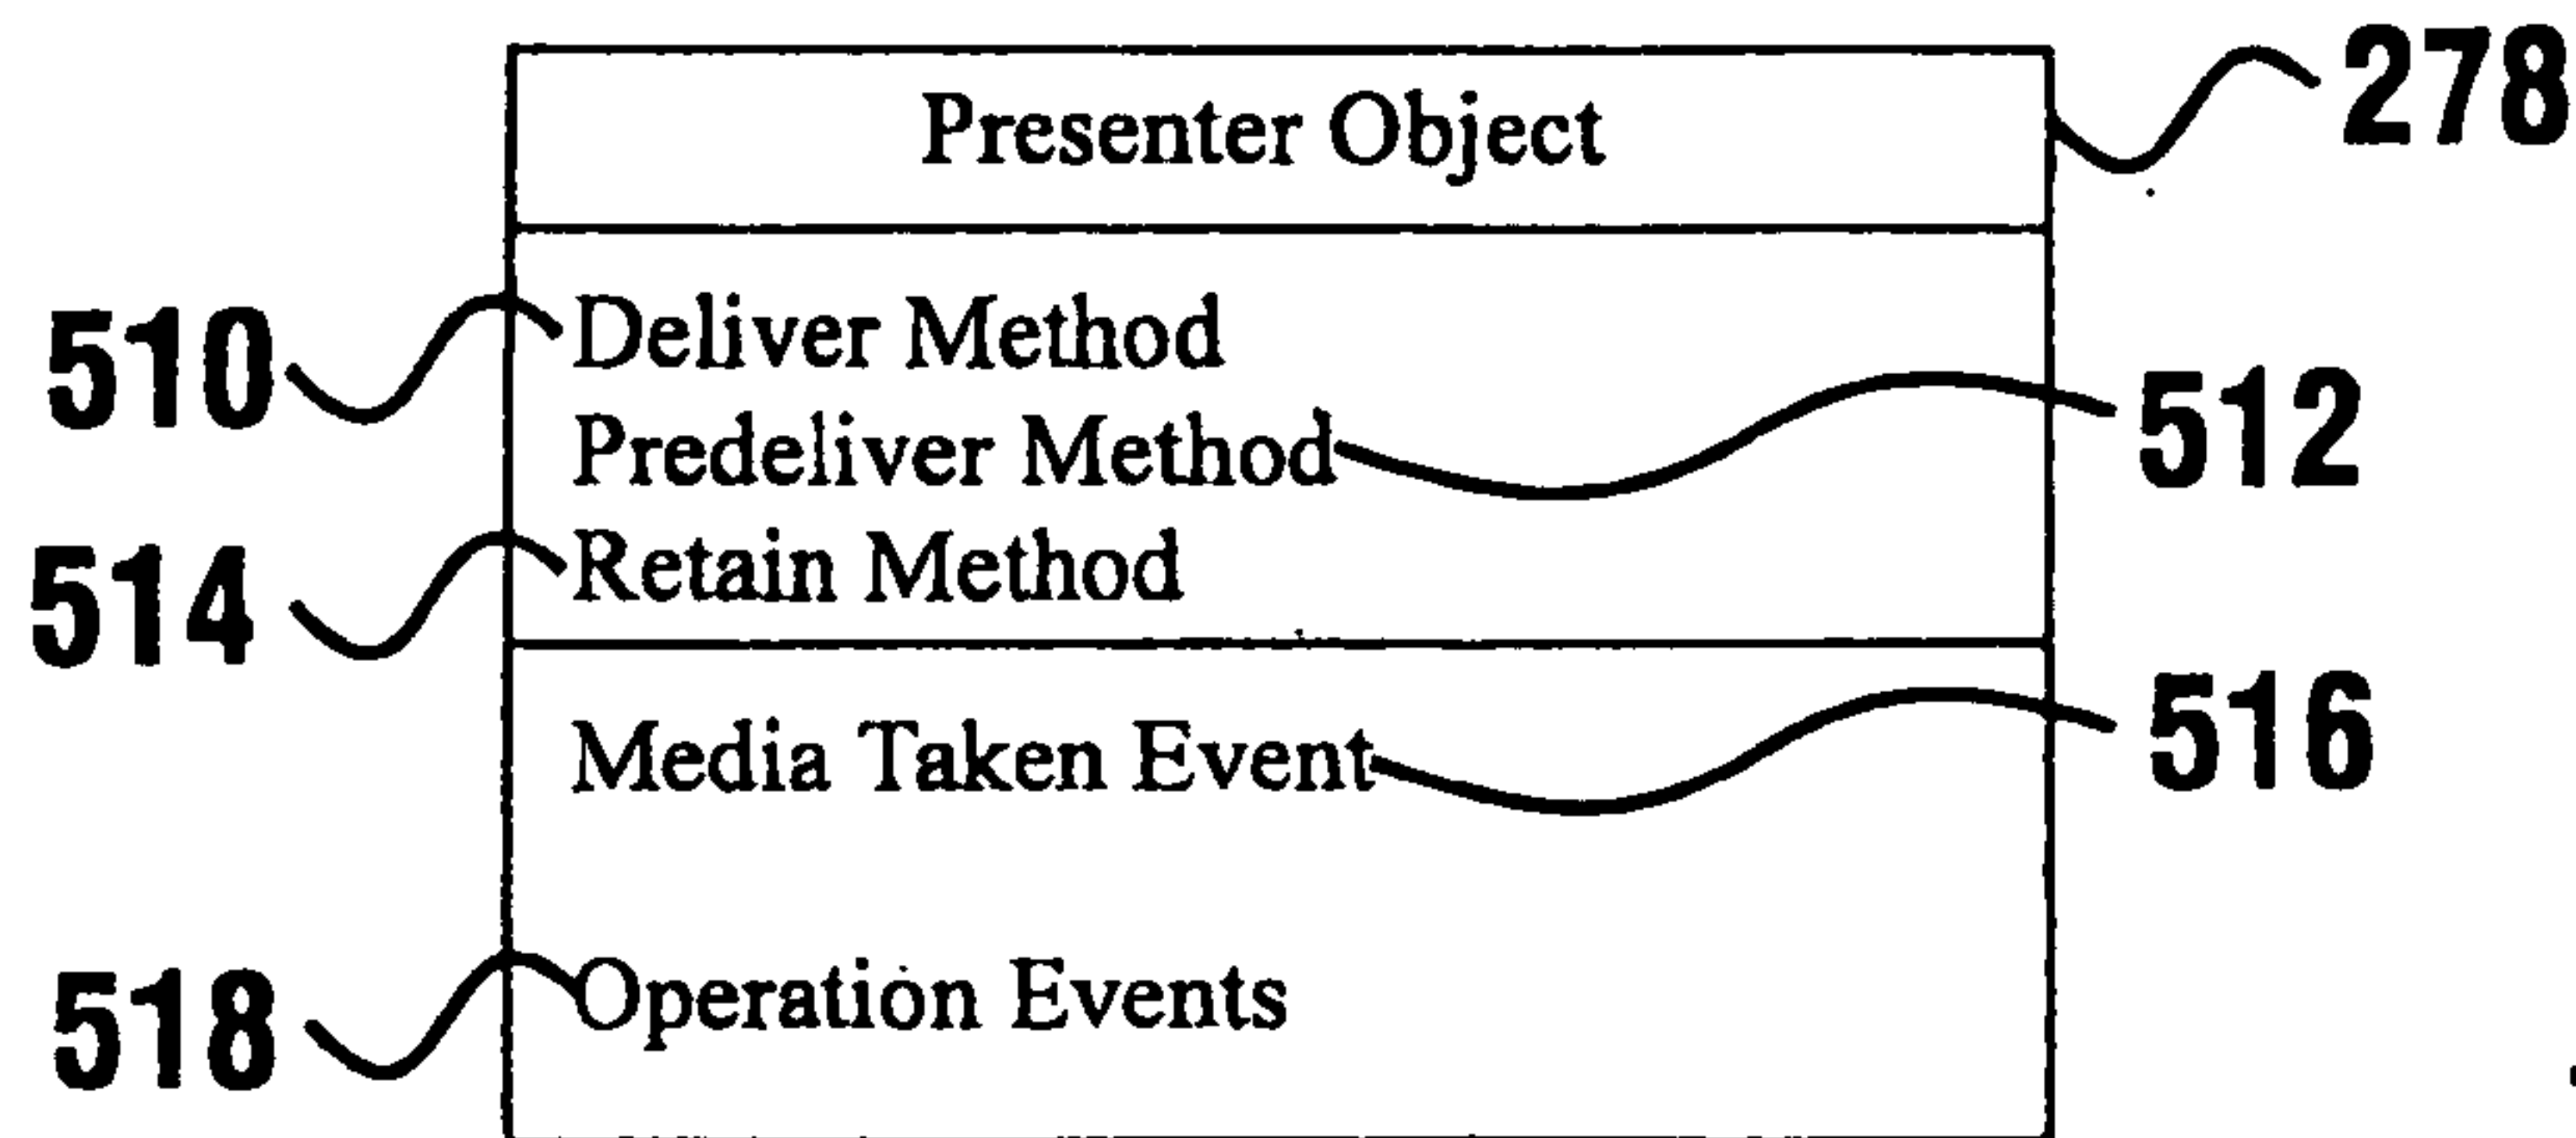 Presenter Object 278
510 Deliver Method
Predeliver Method 512
514 Retain Method
Media Taken Event 516
518 Operation Events